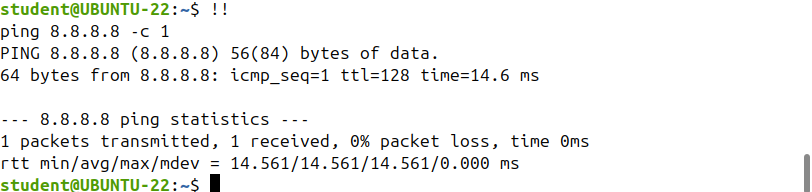 student@UBUNTU-22:~$ !!
ping 8.8.8.8 -c 1
PING 8.8.8.8 (8.8.8.8) 56(84) bytes of data.
64 bytes from 8.8.8.8: icmp_seq=1 ttl=128 time=14.6 ms

--- 8.8.8.8 ping statistics ---
1 packets transmitted, 1 received, 0% packet loss, time 0ms
rtt min/avg/max/mdev = 14.561/14.561/14.561/0.000 ms
student@UBUNTU-22:~$